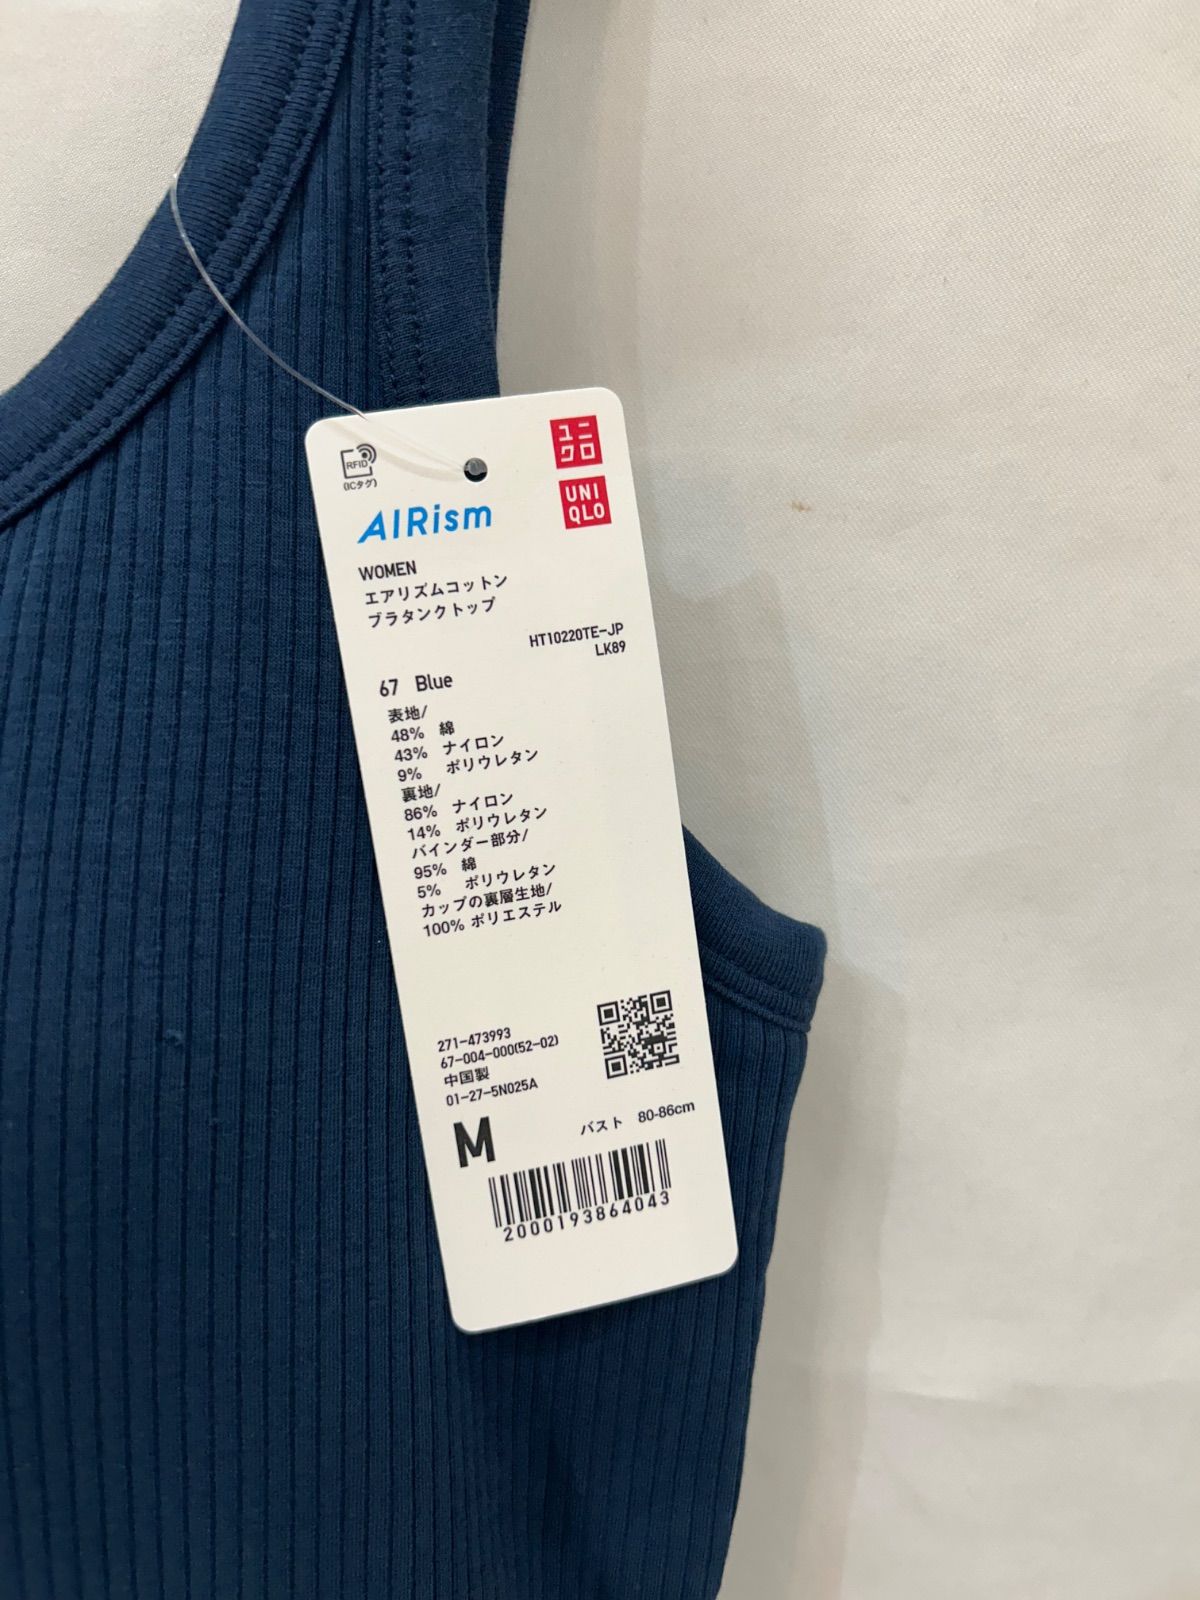 RFID
(ICタグ)
ユニ
クロ
UNI
QLO
AIRism
WOMEN
エアリズムコットン
ブラタンクトップ
HT10220TE-JP
LK89
67 Blue
表地/
48% 綿
43% ナイロン
9% ポリウレタン
裏地/
86% ナイロン
14% ポリウレタン
バインダー部分/
95% 綿
5% ポリウレタン
カップの裏層生地/
100% ポリエステル
271-473993
67-004-000(52-02)
中国製
01-27-5N025A
M バスト 80-86cm
2000193864043